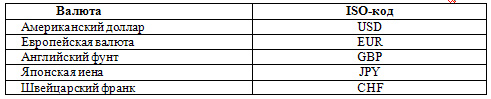 Валюта ISO-код
Американский доллар USD
Европейская валюта EUR
Английский фунт GBP
Японская иена JPY
Швейцарский франк CHF